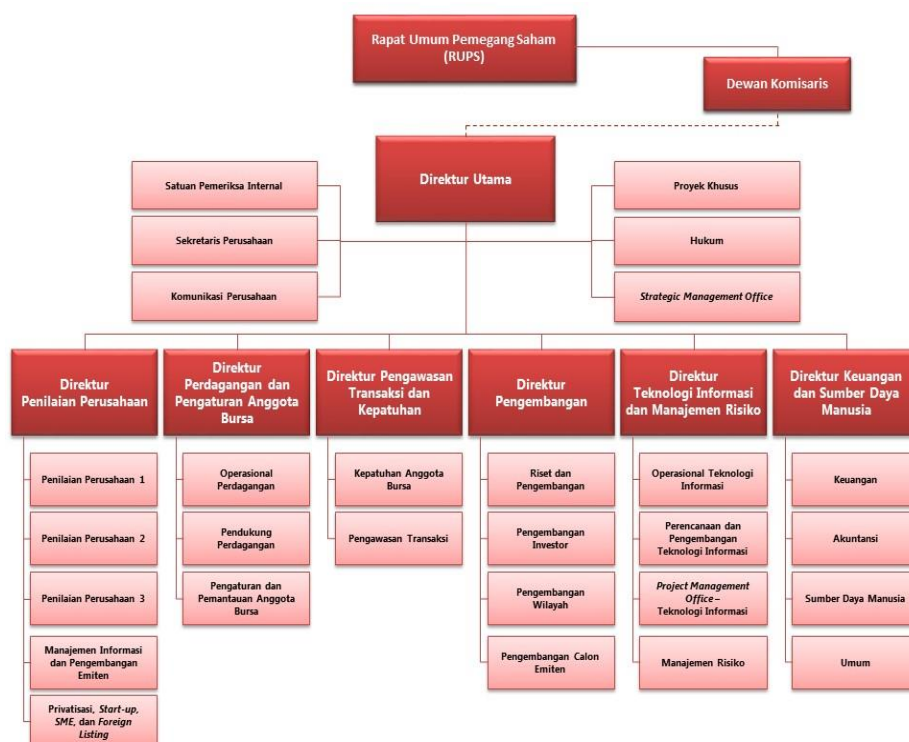 Rapat Umum Pemegang Saham
(RUPS)
Dewan Komisaris
Direktur Utama
Satuan Pemeriksa Internal
Sekretaris Perusahaan
Komunikasi Perusahaan
Proyek Khusus
Hukum
Strategic Management Office
Direktur
Penilaian Perusahaan
Direktur
Perdagangan dan
Pengaturan Anggota
Bursa
Direktur Pengawasan
Transaksi dan
Kepatuhan
Direktur
Pengembangan
Direktur
Teknologi Informasi
dan Manajemen Risiko
Direktur Keuangan
dan Sumber Daya
Manusia
Penilaian Perusahaan 1
Penilaian Perusahaan 2
Penilaian Perusahaan 3
Manajemen Informasi
dan Pengembangan
Emiten
Privatisasi, Start-up,
SME, dan Foreign
Listing
Operasional
Perdagangan
Pendukung
Perdagangan
Pengaturan dan
Pemantauan Anggota
Bursa
Kepatuhan Anggota
Bursa
Pengawasan Transaksi
Riset dan
Pengembangan
Pengembangan
Investor
Pengembangan
Wilayah
Pengembangan Calon
Emiten
Operasional Teknologi
Informasi
Perencanaan dan
Pengembangan
Teknologi Informasi
Project Management
Office –
Teknologi Informasi
Manajemen Risiko
Keuangan
Akuntansi
Sumber Daya Manusia
Umum